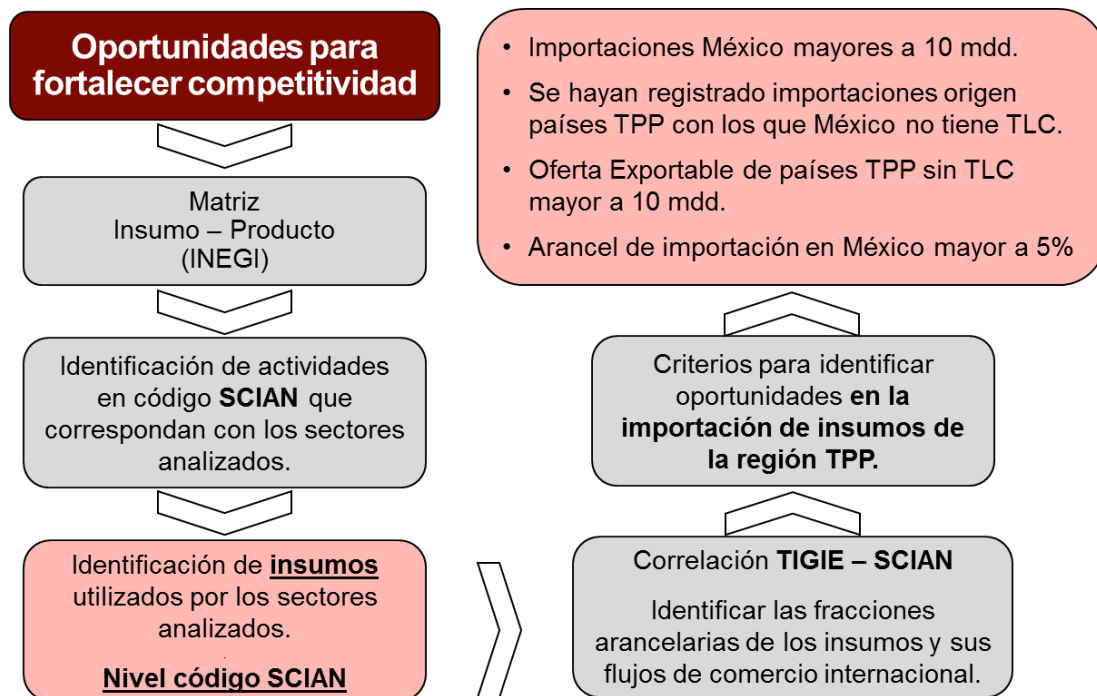 Oportunidades para
fortalecer competitividad
Matriz
Insumo – Producto
(INEGI)
Identificación de actividades
en código SCIAN que
correspondan con los sectores
analizados.
Identificación de insumos
utilizados por los sectores
analizados.
Nivel código SCIAN
Correlación TIGIE – SCIAN
Identificar las fracciones
arancelarias de los insumos y sus
flujos de comercio internacional.
Criterios para identificar
oportunidades en la
importación de insumos de
la región TPP.
• Importaciones México mayores a 10 mdd.
• Se hayan registrado importaciones origen
países TPP con los que México no tiene TLC.
• Oferta Exportable de países TPP sin TLC
mayor a 10 mdd.
• Arancel de importación en México mayor a 5%